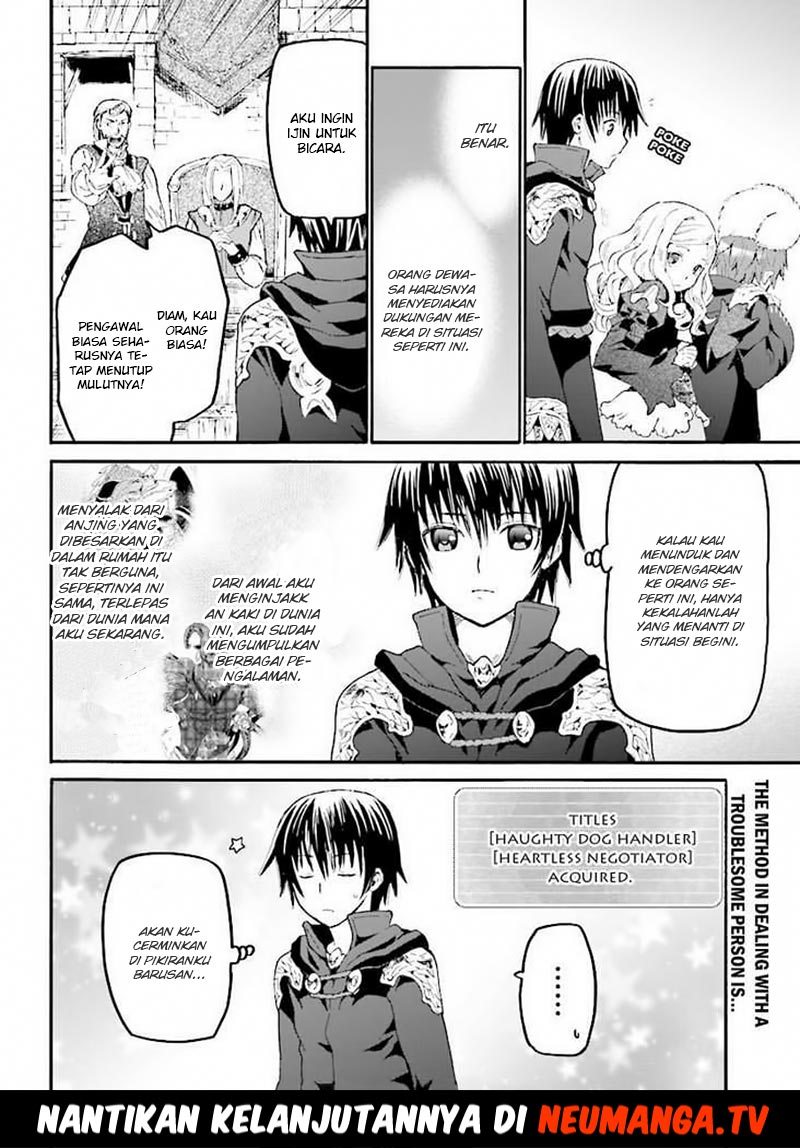 POKE
POKE
ITU
BENAR.
ORANG DEWA-
SA HARUSNYA
MENYEDIAKAN
DUKUNGAN ME-
REKA DI SITUASI
SEPERTI INI.
AKU INGIN
IJIN UNTUK
BICARA.
DIAM, KAU
ORANG
BIASA!
PENGAWAL
BIASA SEHA-
RUSNYA TE-
TAP MENUTUP
MULUTNYA!
KALAU KAU
MENUNDUK DAN
MENDENGARKAN
KE ORANG SE-
PERTI INI, HANYA
KEKALAHANLAH
YANG MENANTI DI
SITUASI BEGINI.
DARI AWAL AKU
MENGINJAKK
AN KAKI DI DUNIA
INI, AKU SUDAH
MENGUMPULKAN
BERBAGAI PE-
NGALAMAN.
MENYALAK DARI
ANJING YANG
DIBESARKAN DI
DALAM RUMAH ITU
TAK BERGUNA,
SEPERTINYA INI
SAMA, TERLEPAS
DARI DUNIA MANA
AKU SEKARANG.
TITLES
[HAUGHTY DOG HANDLER]
[HEARTLESS NEGOTIATOR]
ACQUIRED.
......
AKAN KU-
CERMINKAN
DI PIKIRANKU
BARUSAN...
THE METHOD IN DEALING WITH A
TROUBLESOME PERSON IS...
NANTIKAN KELANJUTANNYA DI NEUMANGA.TV